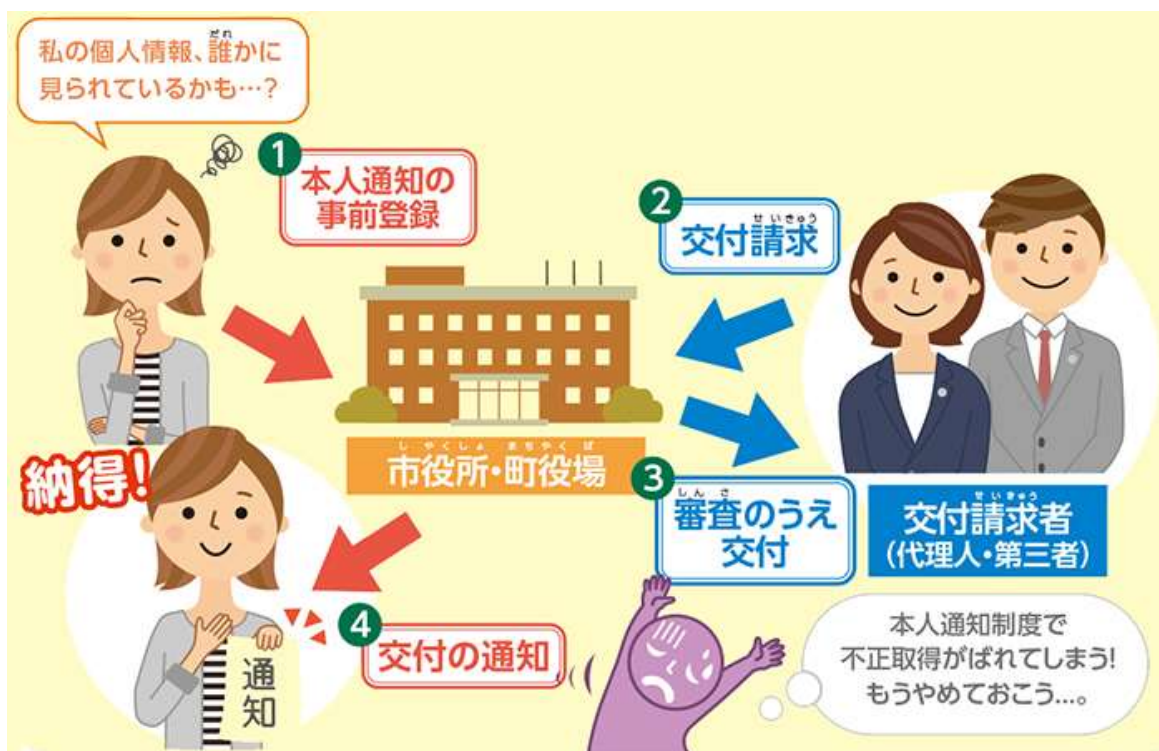 私の個人情報、誰かに
見られているかも…?
1
本人通知の
事前登録
2
交付請求
市役所・町役場
3
審査のうえ
交付
交付請求者
(代理人・第三者)
納得!
4
交付の通知
通知
本人通知制度で
不正取得がばれてしまう!
もうやめておこう…。